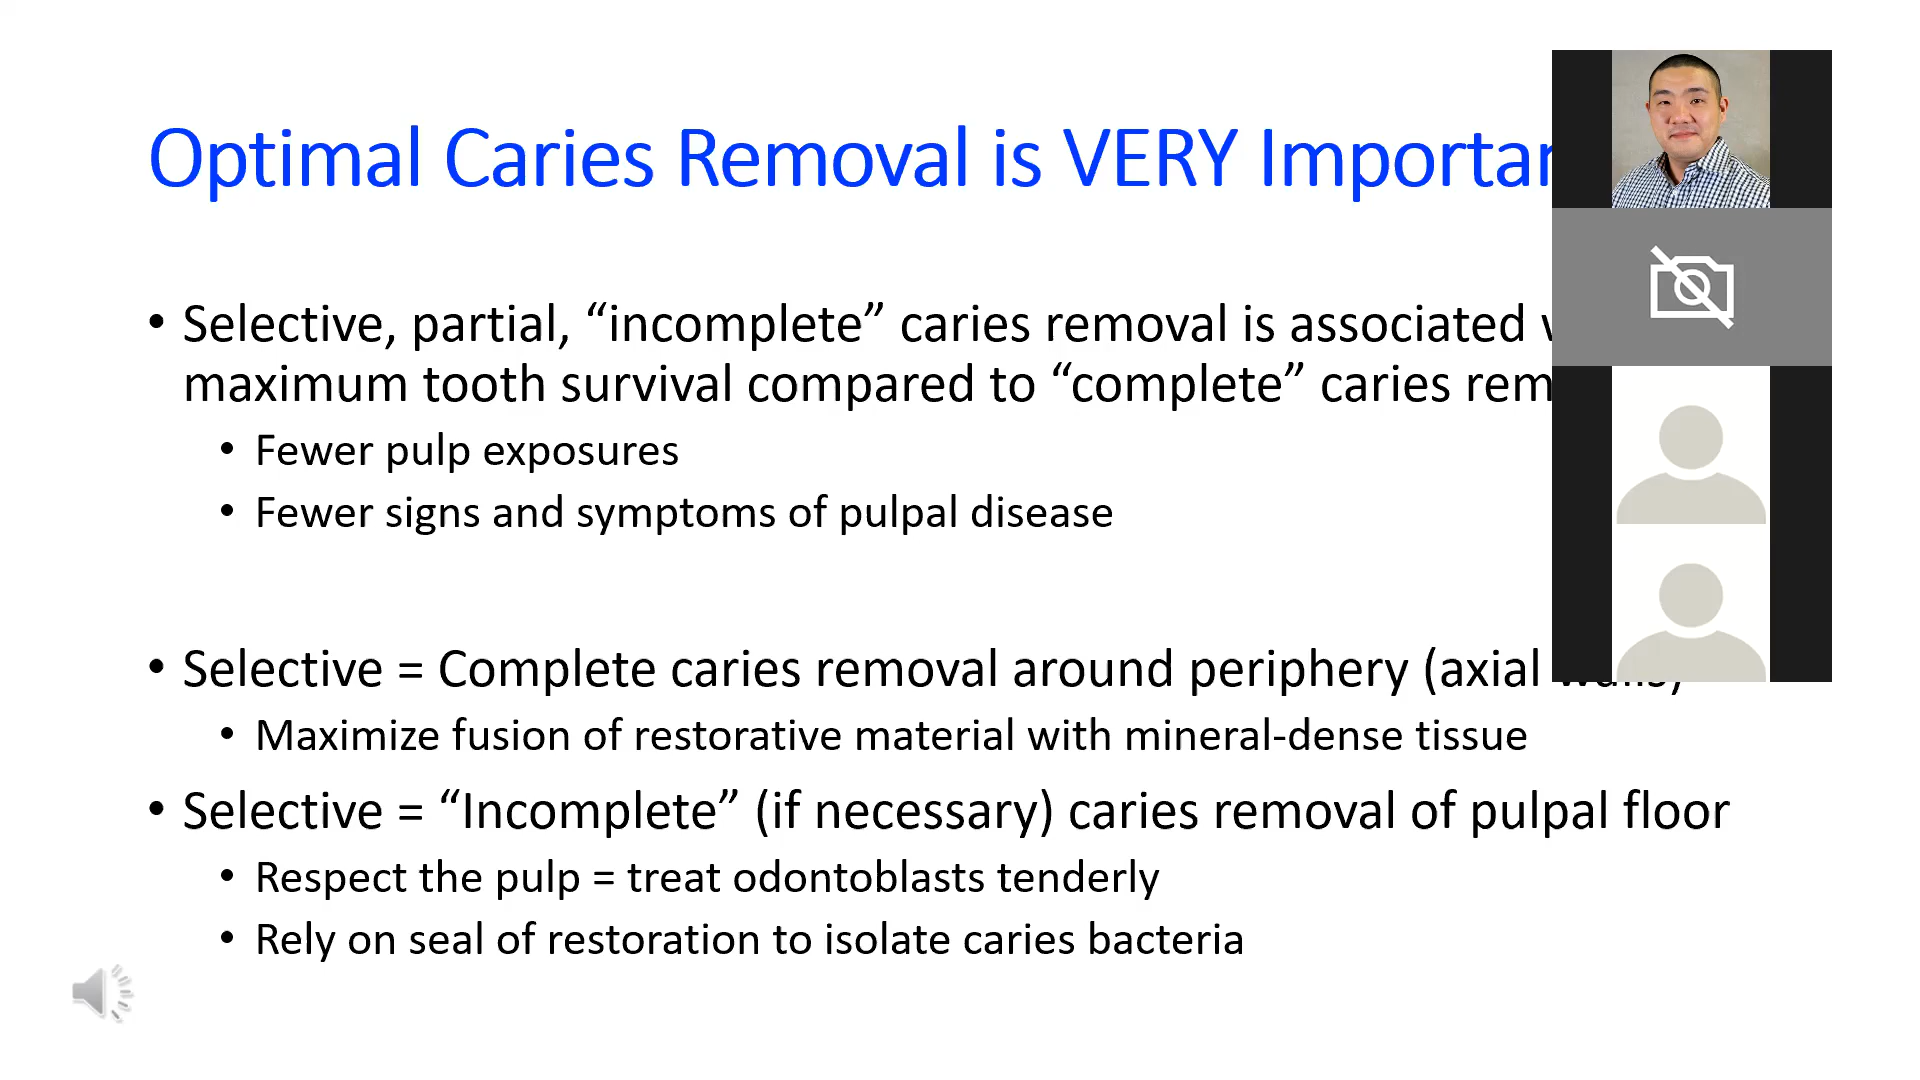 Optimal Caries Removal is VERY
• Selective, partial, “incomplete” caries removal is associated
maximum tooth survival compared to “complete” caries
• Fewer pulp exposures
• Fewer signs and symptoms of pulpal disease
• Selective = Complete caries removal around periphery (axial
• Maximize fusion of restorative material with mineral-dense tissue
• Selective = “Incomplete” (if necessary) caries removal of pulpal floor
• Respect the pulp = treat odontoblasts tenderly
• Rely on seal of restoration to isolate caries bacteria